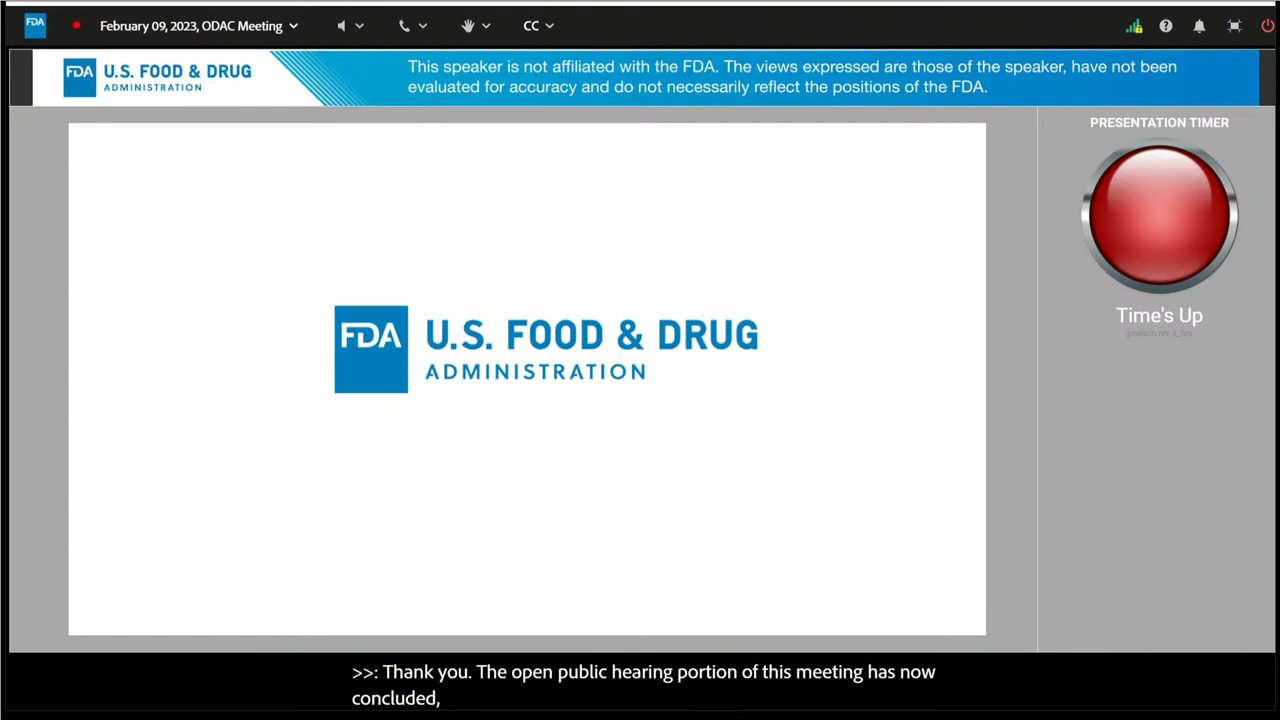 FDA
February 09, 2023, ODAC Meeting
CC
FDA U.S. FOOD & DRUG
ADMINISTRATION
This speaker is not affiliated with the FDA. The views expressed are those of the speaker, have not been
evaluated for accuracy and do not necessarily reflect the positions of the FDA.
PRESENTATION TIMER
Time's Up
FDA U.S. FOOD & DRUG
ADMINISTRATION
>>: Thank you. The open public hearing portion of this meeting has now
concluded,